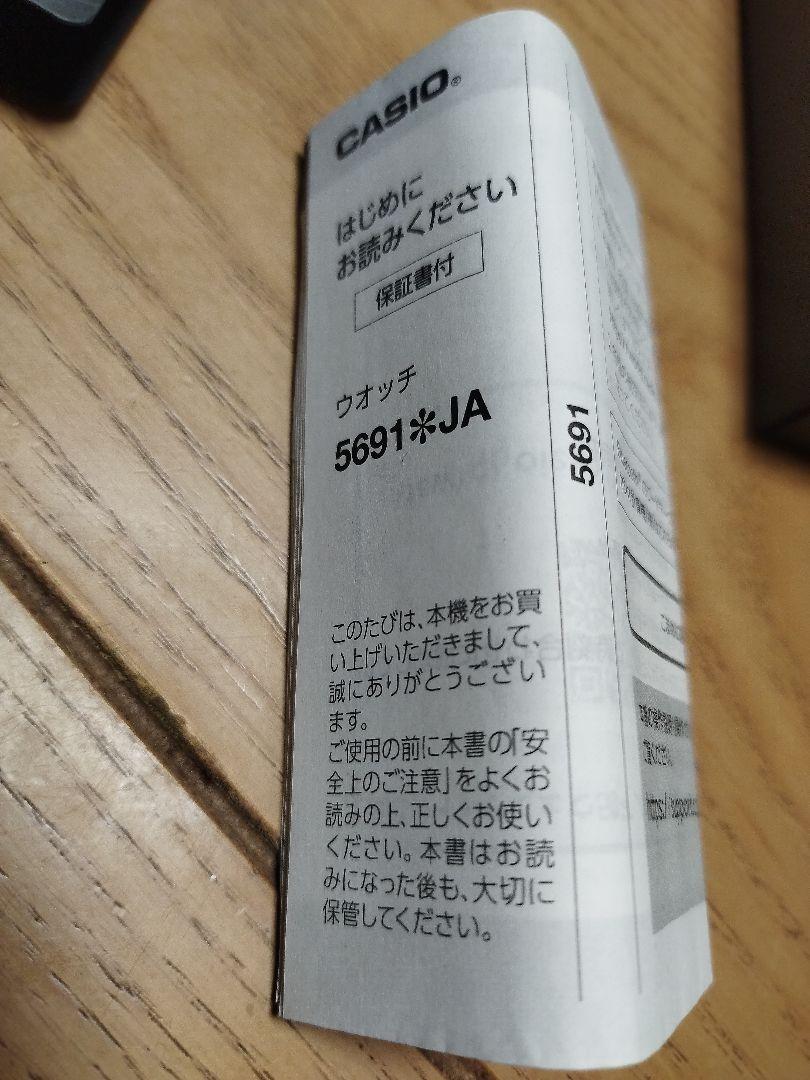 CASIO®
はじめに
お読みください
保証書付
ウオッチ
5691✻JA
このたびは、本機をお買
い上げいただきまして、
誠にありがとうござい
ます。
ご使用の前に本書の「安
全上のご注意」をよくお
読みの上、正しくお使い
ください。本書はお読
みになった後も、大切に
保管してください。
5691